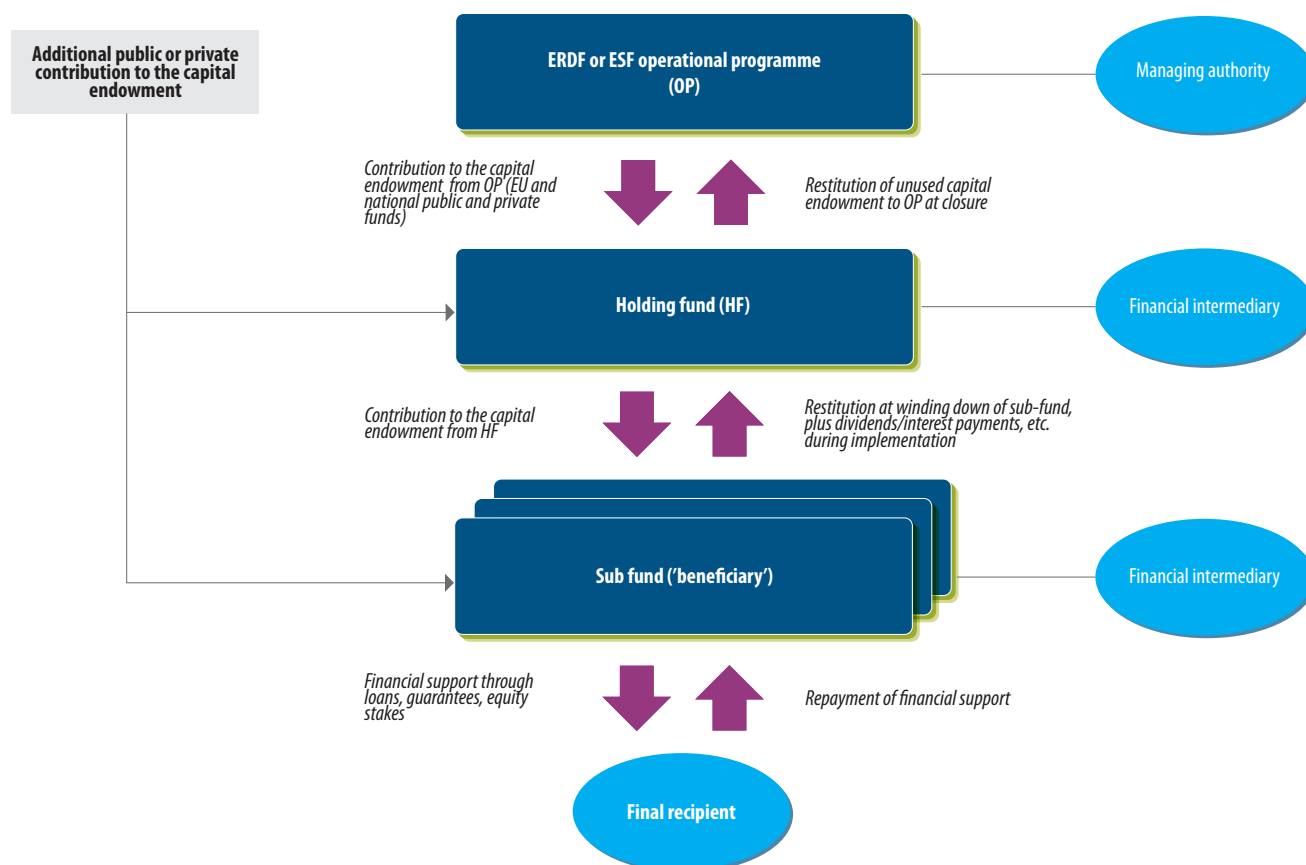 Additional public or private
contribution to the capital
endowment
ERDF or ESF operational programme
(OP)
Managing authority
Contribution to the capital
endowment from OP (EU and
national public and private
funds)
Restitution of unused capital
endowment to OP at closure
Holding fund (HF)
Financial intermediary
Contribution to the capital
endowment from HF
Restitution at winding down of sub-fund,
plus dividends/interest payments, etc.
during implementation
Sub fund ('beneficiary')
Financial intermediary
Financial support through
loans, guarantees, equity
stakes
Repayment of financial support
Final recipient